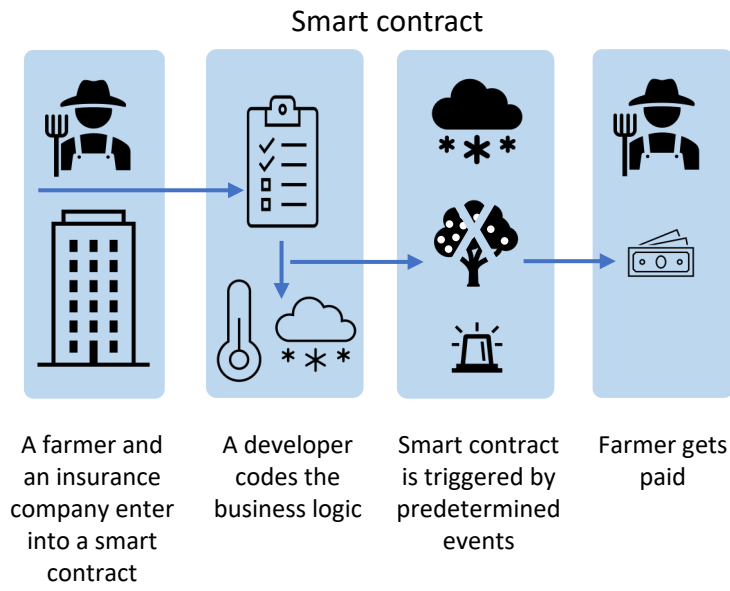 Smart contract
A farmer and
an insurance
company enter
into a smart
contract
A developer
codes the
business logic
Smart contract
is triggered by
predetermined
events
Farmer gets
paid